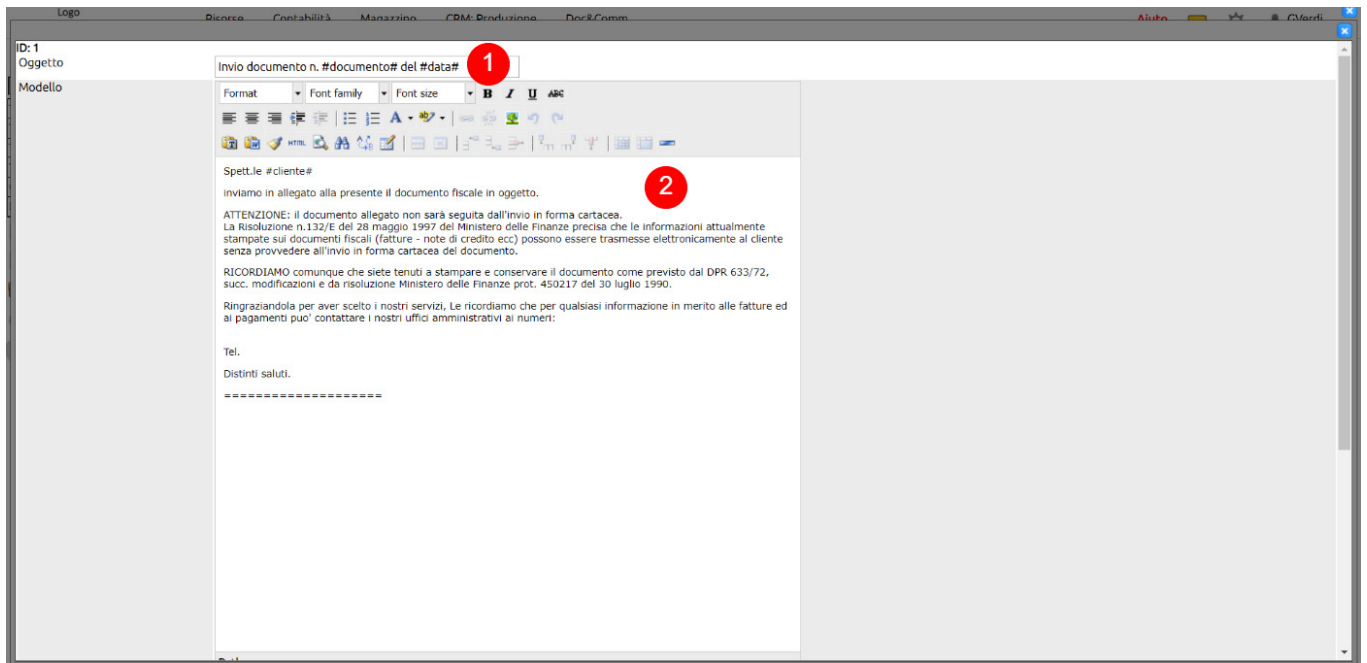 Logo Risorse Contabilità Magazzino CRM; Produzione Doc&Comm Aiuto GVerdi
ID: 1
Oggetto
Invio documento n. #documento# del #data#
1
Modello
Format Font family Font size B I U ABC
A ab
HTML
Spett.le #cliente#
2
inviamo in allegato alla presente il documento fiscale in oggetto.
ATTENZIONE: il documento allegato non sarà seguita dall'invio in forma cartacea.
La Risoluzione n.132/E del 28 maggio 1997 del Ministero delle Finanze precisa che le informazioni attualmente
stampate sui documenti fiscali (fatture - note di credito ecc) possono essere trasmesse elettronicamente al cliente
senza provvedere all'invio in forma cartacea del documento.
RICORDIAMO comunque che siete tenuti a stampare e conservare il documento come previsto dal DPR 633/72,
succ. modificazioni e da risoluzione Ministero delle Finanze prot. 450217 del 30 luglio 1990.
Ringraziandola per aver scelto i nostri servizi, Le ricordiamo che per qualsiasi informazione in merito alle fatture ed
ai pagamenti puo' contattare i nostri uffici amministrativi ai numeri:
Tel.
Distinti saluti.
=====================